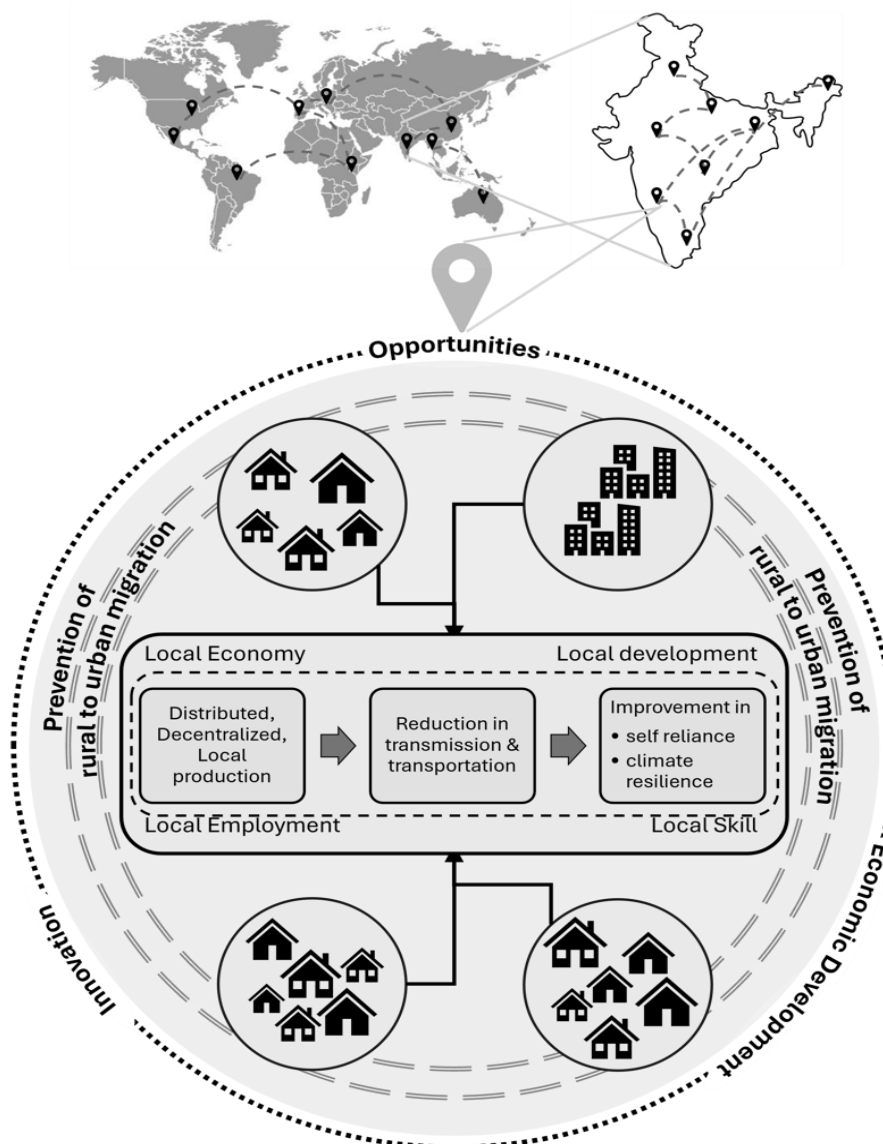 Opportunities
Prevention of
rural to urban migration
Prevention of
rural to urban migration
Local Economy
Local development
Distributed,
Decentralized,
Local
production
Reduction in
transmission &
transportation
Improvement in
• self reliance
• climate
resilience
Local Employment
Local Skill
Innovation
Economic Development